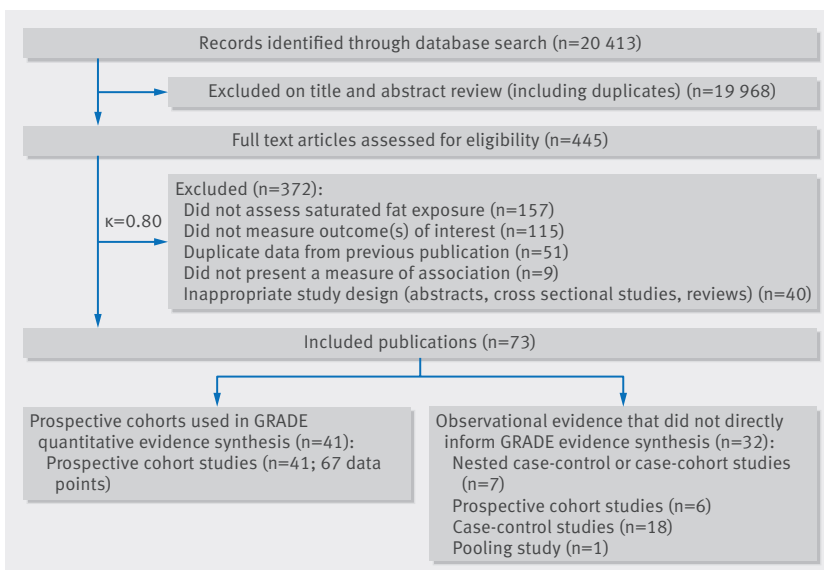 Records identified through database search (n=20 413)
Excluded on title and abstract review (including duplicates) (n=19 968)
Full text articles assessed for eligibility (n=445)
κ=0.80
Excluded (n=372):
Did not assess saturated fat exposure (n=157)
Did not measure outcome(s) of interest (n=115)
Duplicate data from previous publication (n=51)
Did not present a measure of association (n=9)
Inappropriate study design (abstracts, cross sectional studies, reviews) (n=40)
Included publications (n=73)
Prospective cohorts used in GRADE
quantitative evidence synthesis (n=41):
Prospective cohort studies (n=41; 67 data
points)
Observational evidence that did not directly
inform GRADE evidence synthesis (n=32):
Nested case-control or case-cohort studies
(n=7)
Prospective cohort studies (n=6)
Case-control studies (n=18)
Pooling study (n=1)